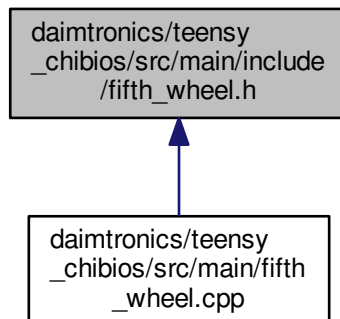 daimtronics/teensy
_chibios/src/main/include
/fifth_wheel.h
daimtronics/teensy
_chibios/src/main/fifth
_wheel.cpp